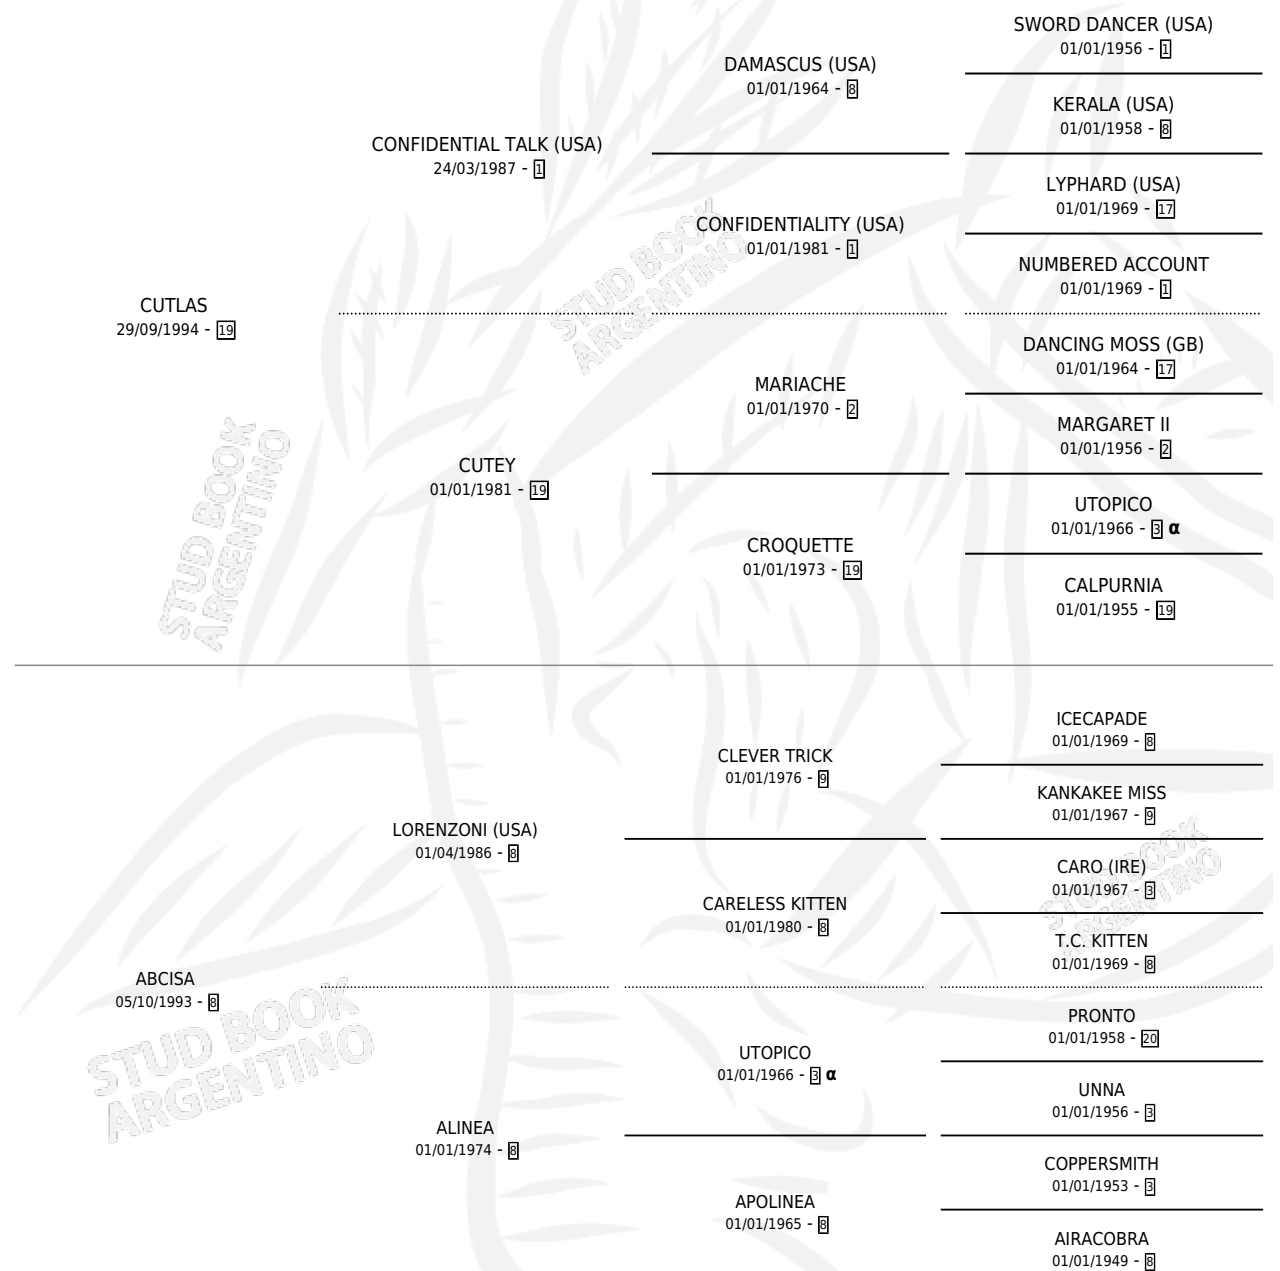 SWORD DANCER (USA)
01/01/1956 - 1
DAMASCUS (USA)
01/01/1964 - 8
KERALA (USA)
01/01/1958 - 8
CONFIDENTIAL TALK (USA)
24/03/1987 - 1
LYPHARD (USA)
01/01/1969 - 17
CONFIDENTIALITY (USA)
01/01/1981 - 1
NUMBERED ACCOUNT
01/01/1969 - 1
CUTLAS
29/09/1994 - 19
DANCING MOSS (GB)
01/01/1964 - 17
MARIACHE
01/01/1970 - 2
MARGARET II
01/01/1956 - 2
CUTEY
01/01/1981 - 19
UTOPICO
01/01/1966 - 3 α
CROQUETTE
01/01/1973 - 19
CALPURNIA
01/01/1955 - 19
ICECAPADE
01/01/1969 - 8
CLEVER TRICK
01/01/1976 - 9
KANKAKEE MISS
01/01/1967 - 9
LORENZONI (USA)
01/04/1986 - 8
CARO (IRE)
01/01/1967 - 3
CARELESS KITTEN
01/01/1980 - 8
T.C. KITTEN
01/01/1969 - 8
ABCISA
05/10/1993 - 8
PRONTO
01/01/1958 - 20
UTOPICO
01/01/1966 - 3 α
UNNA
01/01/1956 - 3
ALINEA
01/01/1974 - 8
COPPERSMITH
01/01/1953 - 3
APOLINEA
01/01/1965 - 8
AIRACOBRA
01/01/1949 - 8
STUD BOOK
ARGENTINO
STUD BOOK
ARGENTINO
STUD BOOK
ARGENTINO
STUD BOOK
ARGENTINO